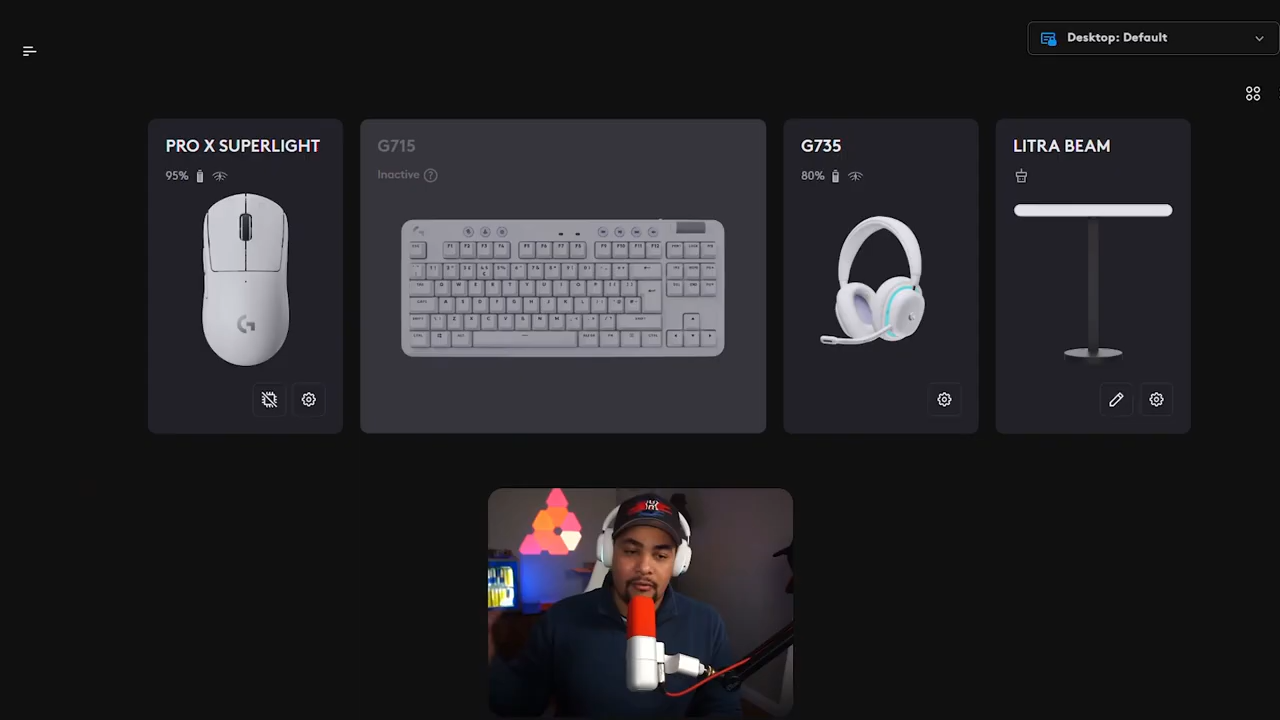 Desktop: Default
PRO X SUPERLIGHT
95%
G715
Inactive
G735
80%
LITRA BEAM